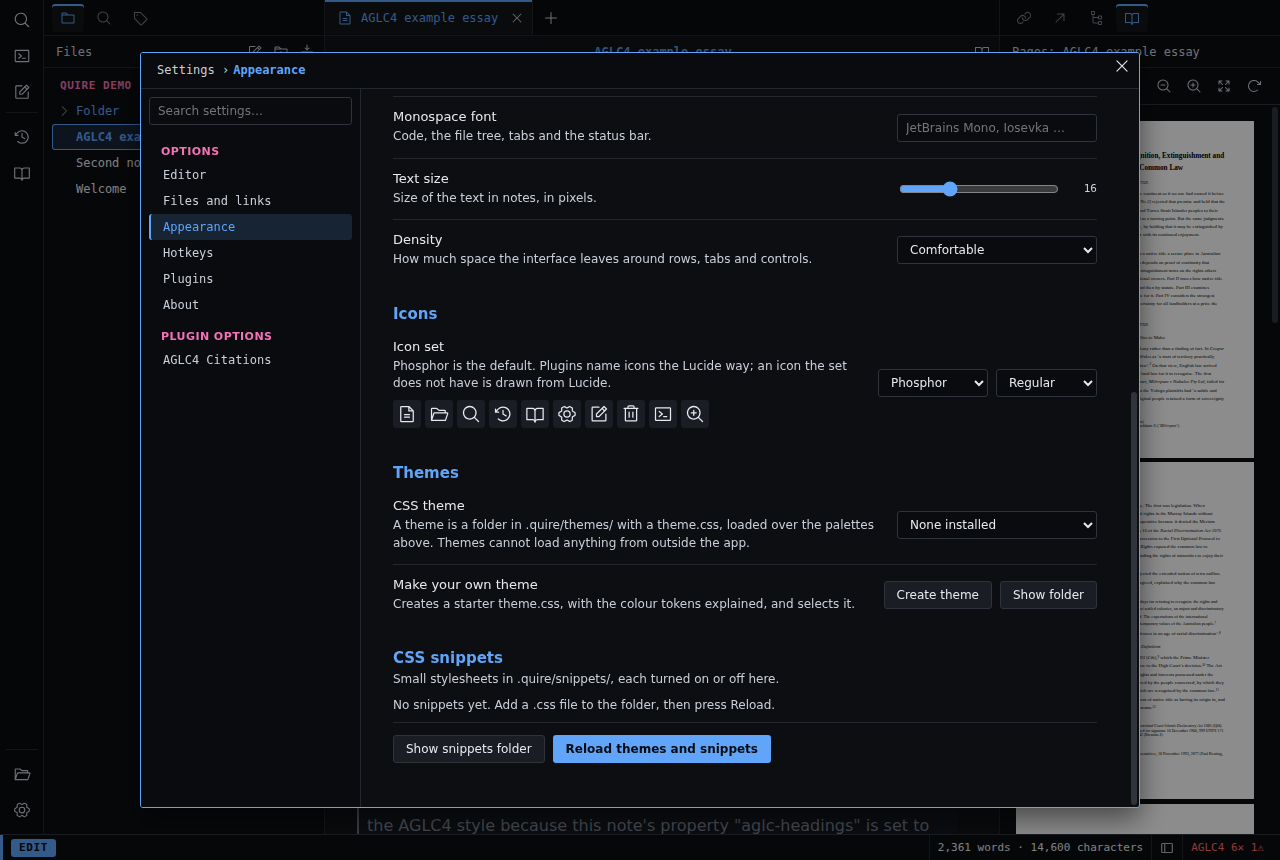 AGLC4 example essay
Files
AGLC4 example essay
Pages: AGLC4 example essay
QUIRE DEMO
Folder
AGLC4 exa
Second no
Welcome
Settings › Appearance
Search settings…
OPTIONS
Editor
Files and links
Appearance
Hotkeys
Plugins
About
PLUGIN OPTIONS
AGLC4 Citations
Monospace font
Code, the file tree, tabs and the status bar.
JetBrains Mono, Iosevka …
Text size
Size of the text in notes, in pixels.
16
Density
How much space the interface leaves around rows, tabs and controls.
Comfortable
Icons
Icon set
Phosphor is the default. Plugins name icons the Lucide way; an icon the set
does not have is drawn from Lucide.
Phosphor
Regular
Themes
CSS theme
A theme is a folder in .quire/themes/ with a theme.css, loaded over the palettes
above. Themes cannot load anything from outside the app.
None installed
Make your own theme
Creates a starter theme.css, with the colour tokens explained, and selects it.
Create theme
Show folder
CSS snippets
Small stylesheets in .quire/snippets/, each turned on or off here.
No snippets yet. Add a .css file to the folder, then press Reload.
Show snippets folder
Reload themes and snippets
nition, Extinguishment and
Common Law
the AGLC4 style because this note's property "aglc-headings" is set to
EDIT
2,361 words · 14,600 characters
AGLC4 6× 1⚠